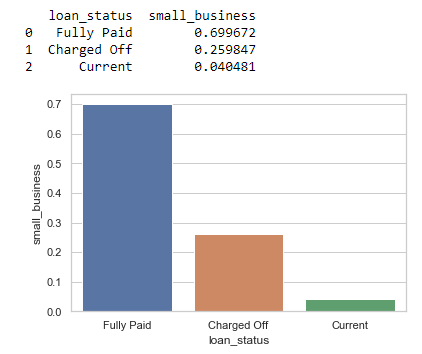 loan_status small_business
0 Fully Paid 0.699672
1 Charged Off 0.259847
2 Current 0.040481
0.7
0.6
0.5
0.4
0.3
0.2
0.1
0.0
small_business
Fully Paid Charged Off Current
loan_status